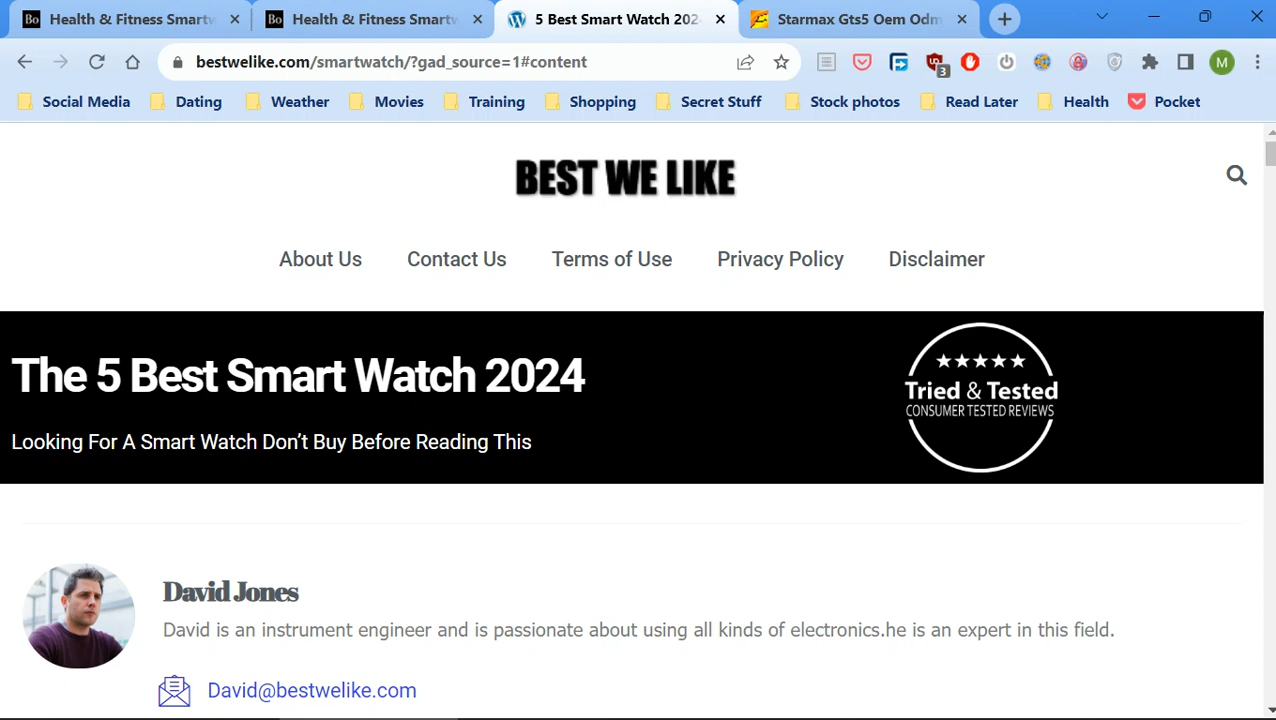 Health & Fitness Smartw
Health & Fitness Smartw
5 Best Smart Watch 202
Starmax Gts5 Oem Odm
bestwelike.com/smartwatch/?gad_source=1#content
3
M
Social Media
Dating
Weather
Movies
Training
Shopping
Secret Stuff
Stock photos
Read Later
Health
Pocket
BEST WE LIKE
About Us
Contact Us
Terms of Use
Privacy Policy
Disclaimer
The 5 Best Smart Watch 2024
Looking For A Smart Watch Don’t Buy Before Reading This
Tried & Tested
CONSUMER TESTED REVIEWS
David Jones
David is an instrument engineer and is passionate about using all kinds of electronics.he is an expert in this field.
David@bestwelike.com